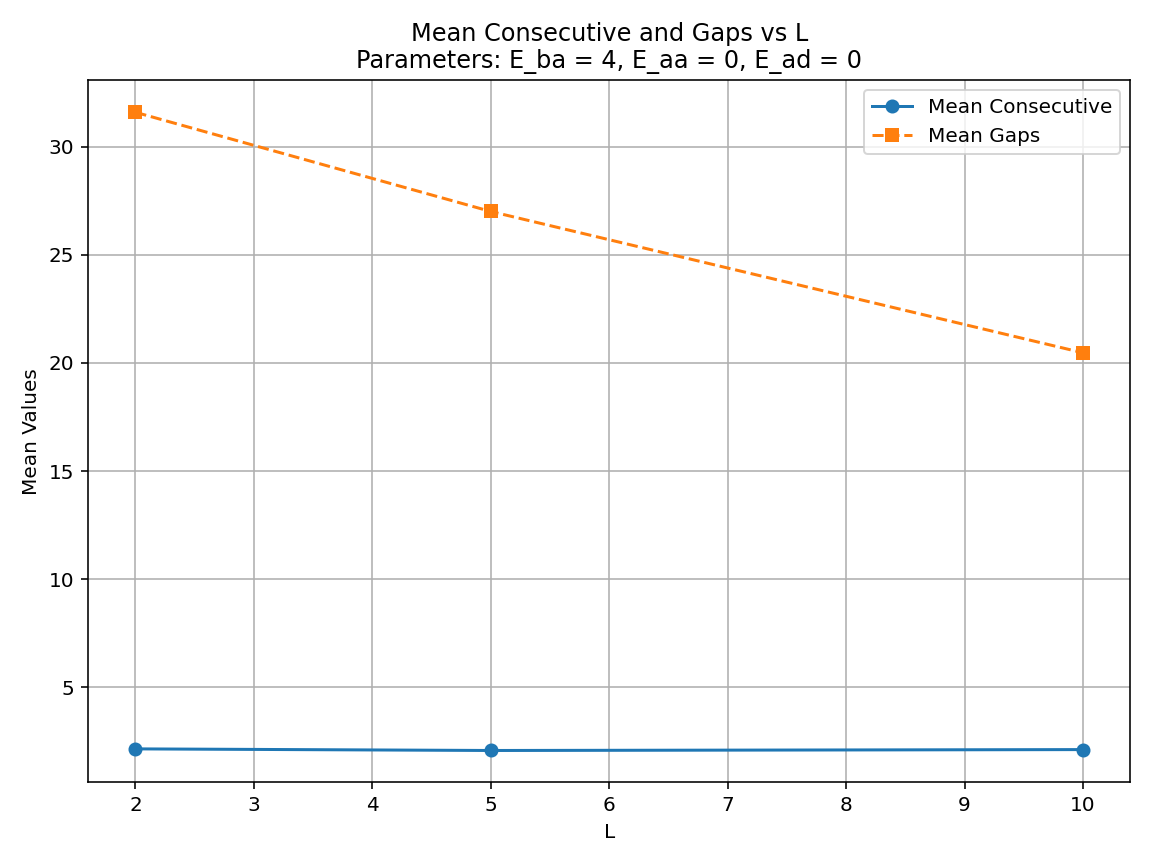 Mean Consecutive and Gaps vs L
Parameters: E_ba = 4, E_aa = 0, E_ad = 0
Mean Consecutive
Mean Gaps
Mean Values
30
25
20
15
10
5
2 3 4 5 6 7 8 9 10
L